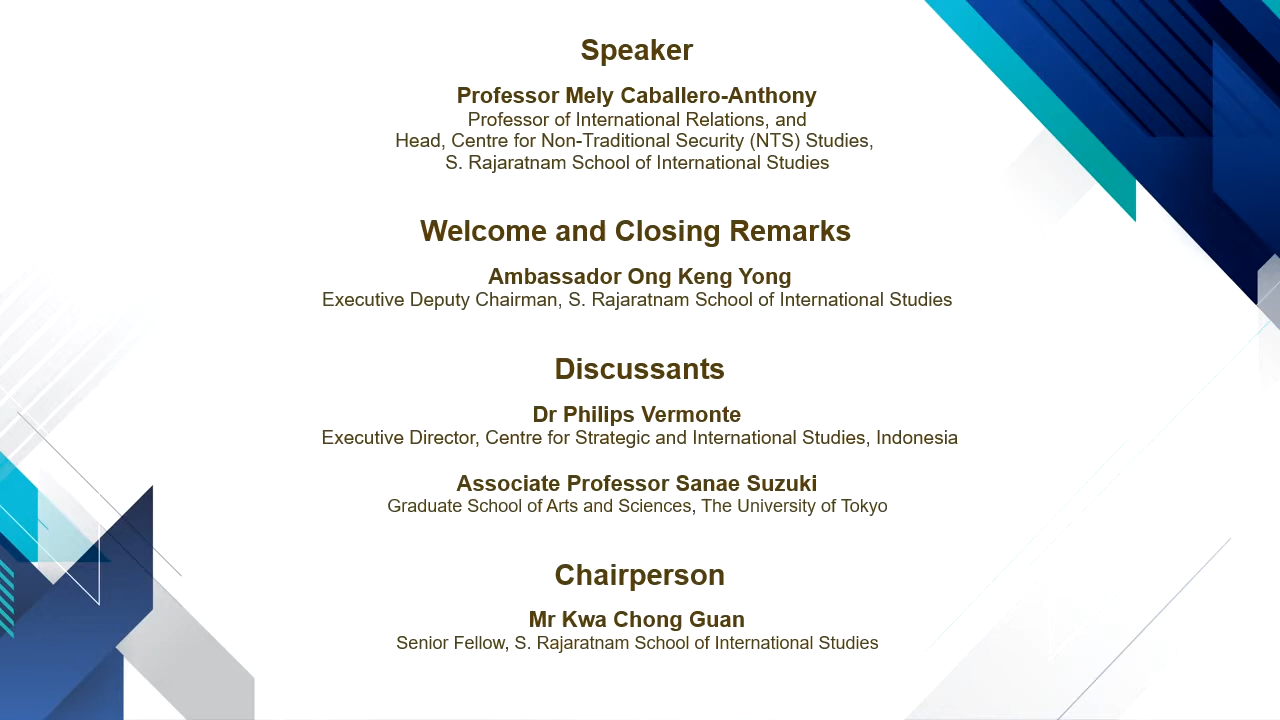 Speaker
Professor Mely Caballero-Anthony
Professor of International Relations, and
Head, Centre for Non-Traditional Security (NTS) Studies,
S. Rajaratnam School of International Studies
Welcome and Closing Remarks
Ambassador Ong Keng Yong
Executive Deputy Chairman, S. Rajaratnam School of International Studies
Discussants
Dr Philips Vermonte
Executive Director, Centre for Strategic and International Studies, Indonesia
Associate Professor Sanae Suzuki
Graduate School of Arts and Sciences, The University of Tokyo
Chairperson
Mr Kwa Chong Guan
Senior Fellow, S. Rajaratnam School of International Studies